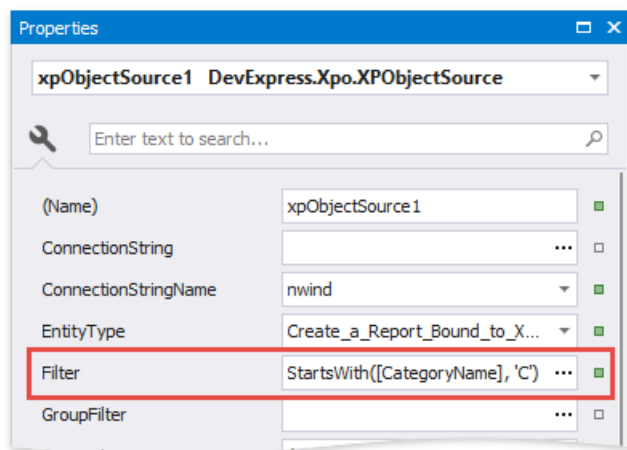 Properties
xpObjectSource1 DevExpress.Xpo.XPObjectSource
Enter text to search...
(Name) xpObjectSource1
ConnectionString ...
ConnectionStringName nwind
EntityType Create_a_Report_Bound_to_X...
Filter StartsWith([CategoryName], 'C') ...
GroupFilter ...